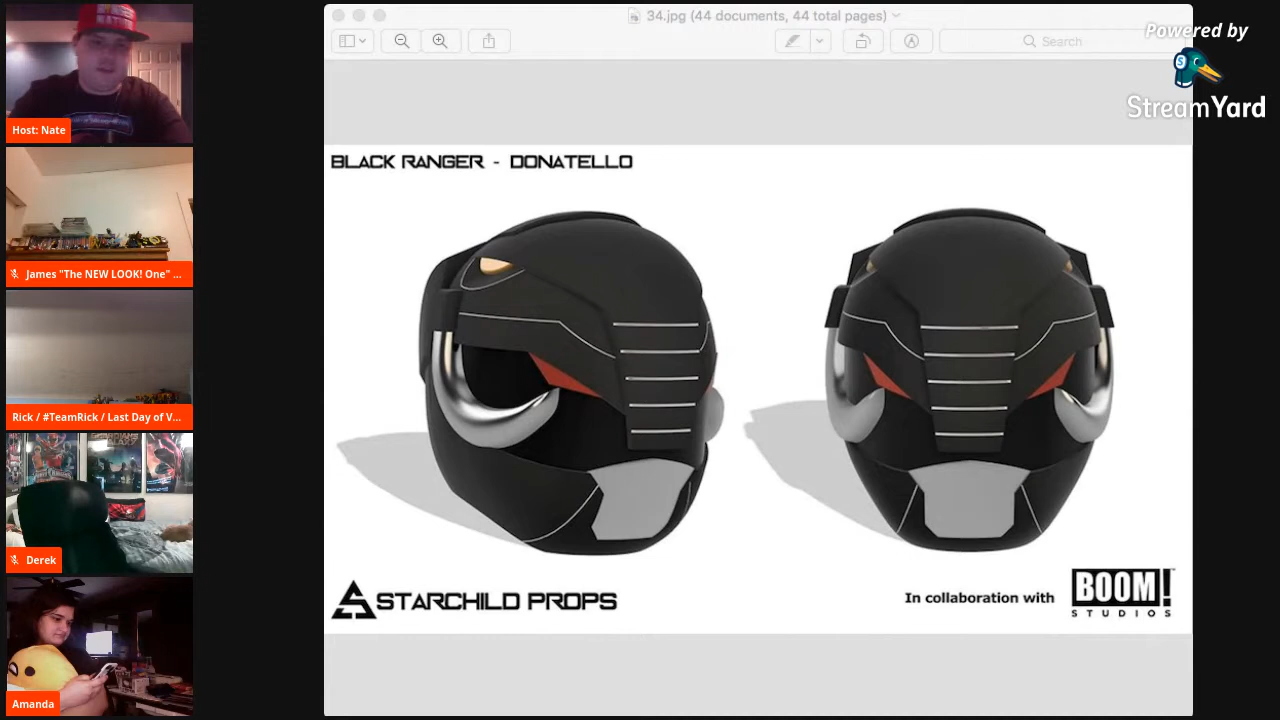 34.jpg (44 documents, 44 total pages)
Search
Powered by
StreamYard
Host: Nate
James "The NEW LOOK! One" ...
Rick / #TeamRick / Last Day of V...
Derek
Amanda
BLACK RANGER - DONATELLO
STARCHILD PROPS
In collaboration with
BOOM!
STUDIOS